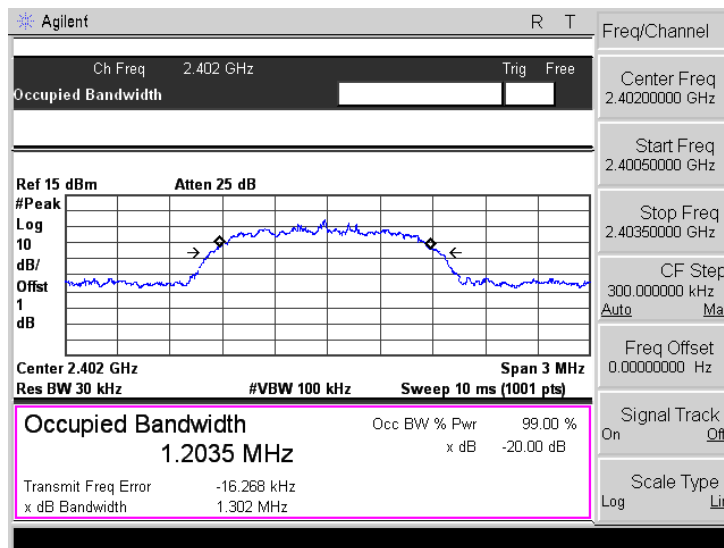 Agilent R T
Freq/Channel
Ch Freq 2.402 GHz Trig Free
Occupied Bandwidth
Center Freq
2.40200000 GHz
Start Freq
2.40050000 GHz
Stop Freq
2.40350000 GHz
CF Step
300.000000 kHz
Auto Ma
Freq Offset
0.00000000 Hz
Signal Track
On Off
Scale Type
Log Lin
Ref 15 dBm Atten 25 dB
#Peak
Log
10
dB/
Offst
1
dB
Center 2.402 GHz Span 3 MHz
Res BW 30 kHz #VBW 100 kHz Sweep 10 ms (1001 pts)
Occupied Bandwidth Occ BW % Pwr 99.00 %
1.2035 MHz x dB -20.00 dB
Transmit Freq Error -16.268 kHz
x dB Bandwidth 1.302 MHz